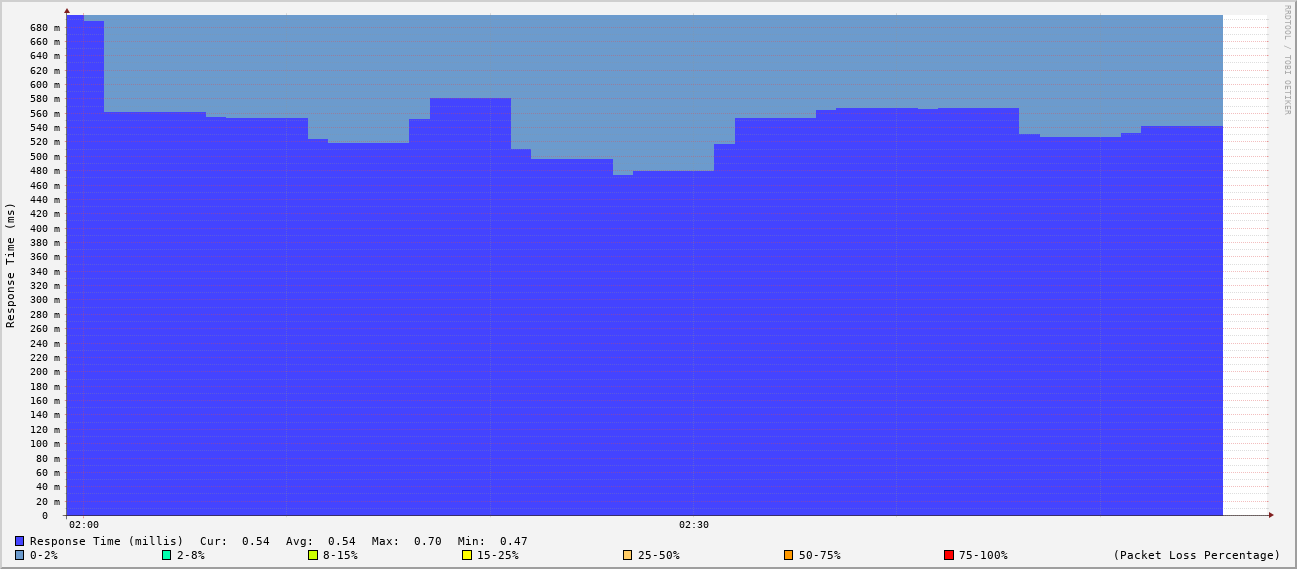 RRDTOOL / TOBI OETIKER
Response Time (ms)
680 m
660 m
640 m
620 m
600 m
580 m
560 m
540 m
520 m
500 m
480 m
460 m
440 m
420 m
400 m
380 m
360 m
340 m
320 m
300 m
280 m
260 m
240 m
220 m
200 m
180 m
160 m
140 m
120 m
100 m
80 m
60 m
40 m
20 m
0
02:00 02:30
Response Time (millis) Cur: 0.54 Avg: 0.54 Max: 0.70 Min: 0.47
0-2% 2-8% 8-15% 15-25% 25-50% 50-75% 75-100% (Packet Loss Percentage)